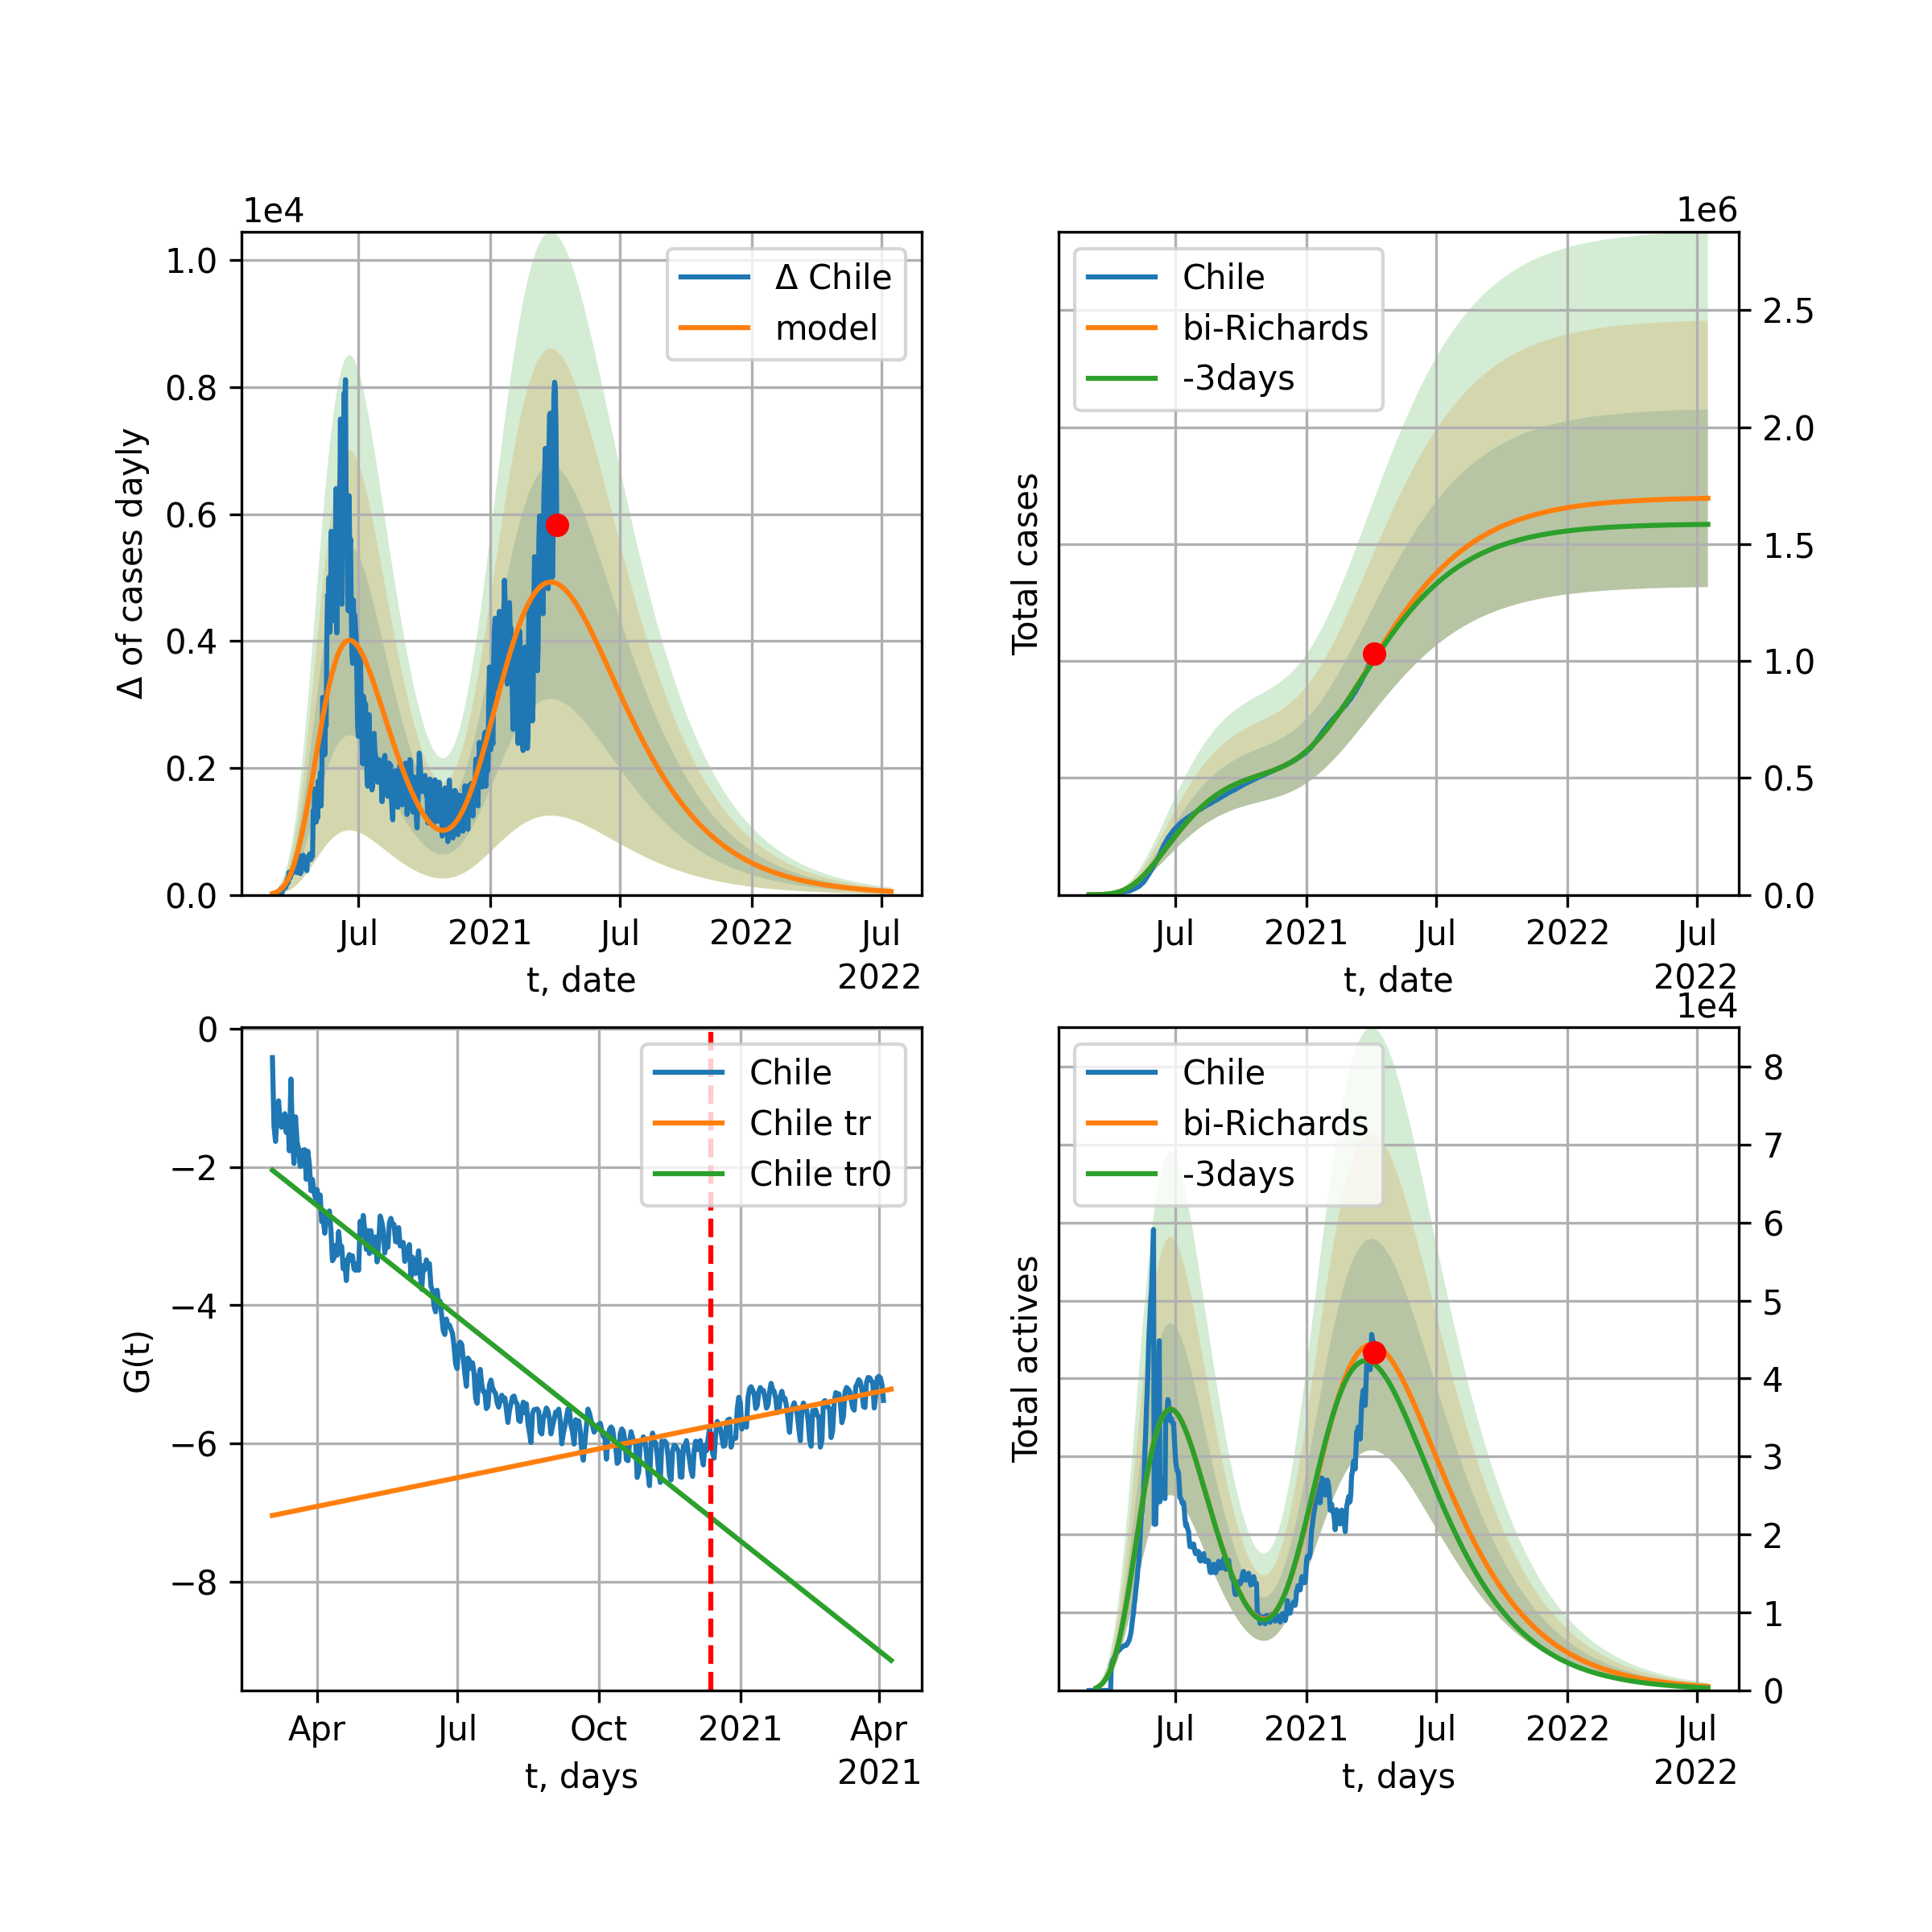 1e4
1.0
0.8
0.6
0.4
0.2
0.0
Δ of cases dayly
Δ Chile
model
Jul
2021
Jul
2022
Jul
2022
t, date
1e6
Chile
bi-Richards
-3days
2.5
2.0
1.5
1.0
0.5
0.0
Total cases
Jul
2021
Jul
2022
Jul
2022
t, date
0
−2
−4
−6
−8
G(t)
Chile
Chile tr
Chile tr0
Apr
Jul
Oct
2021
Apr
2021
t, days
1e4
Chile
bi-Richards
-3days
8
7
6
5
4
3
2
1
0
Total actives
Jul
2021
Jul
2022
Jul
2022
t, days